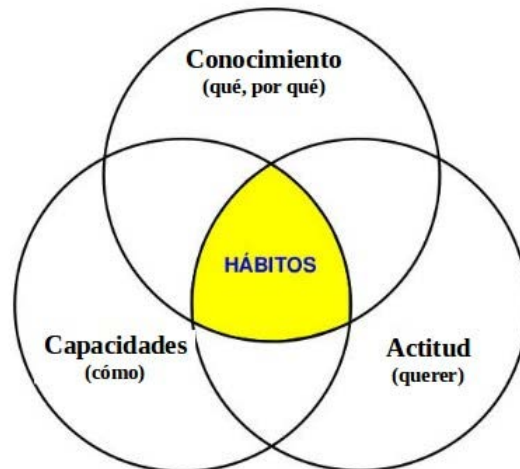 Conocimiento
(qué, por qué)
HÁBITOS
Capacidades
(cómo)
Actitud
(querer)